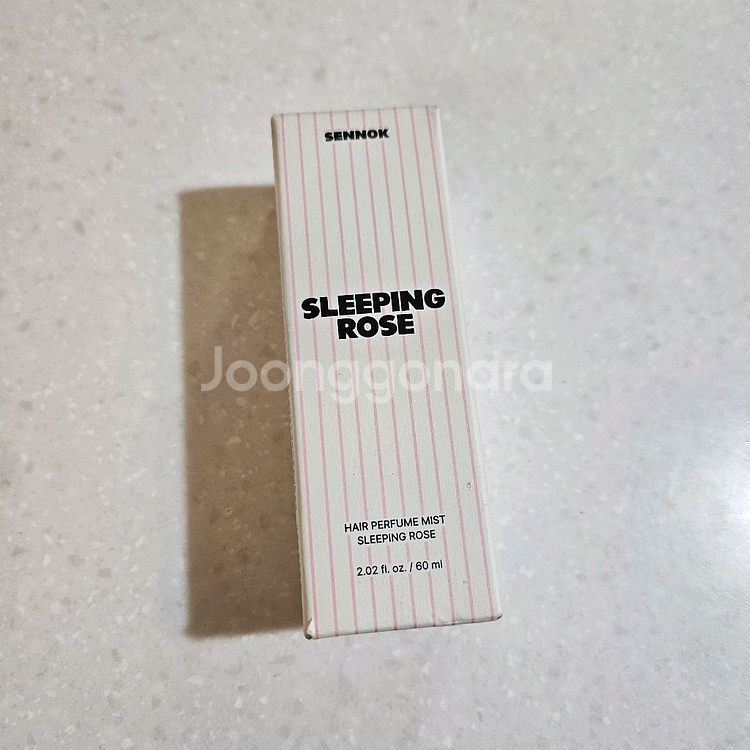 SENNOK
SLEEPING
ROSE
Joonggonara
HAIR PERFUME MIST
SLEEPING ROSE
2.02 fl. oz. / 60 ml